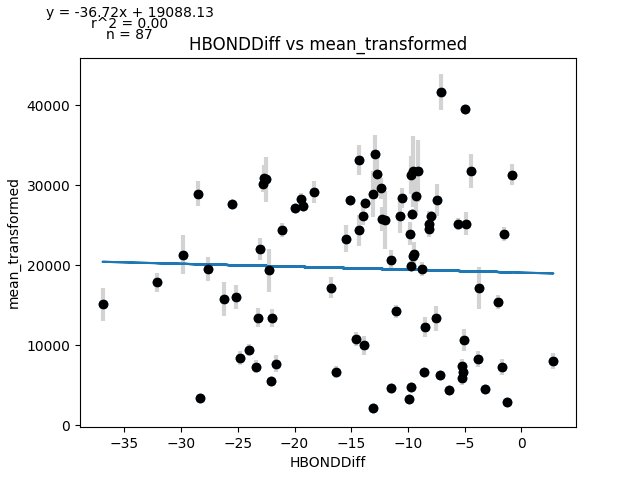 y = -36.72x + 19088.13
r^2 = 0.00
n = 87
HBONDDiff vs mean_transformed
mean_transformed
40000
30000
20000
10000
0
−35
−30
−25
−20
−15
−10
−5
0
HBONDDiff